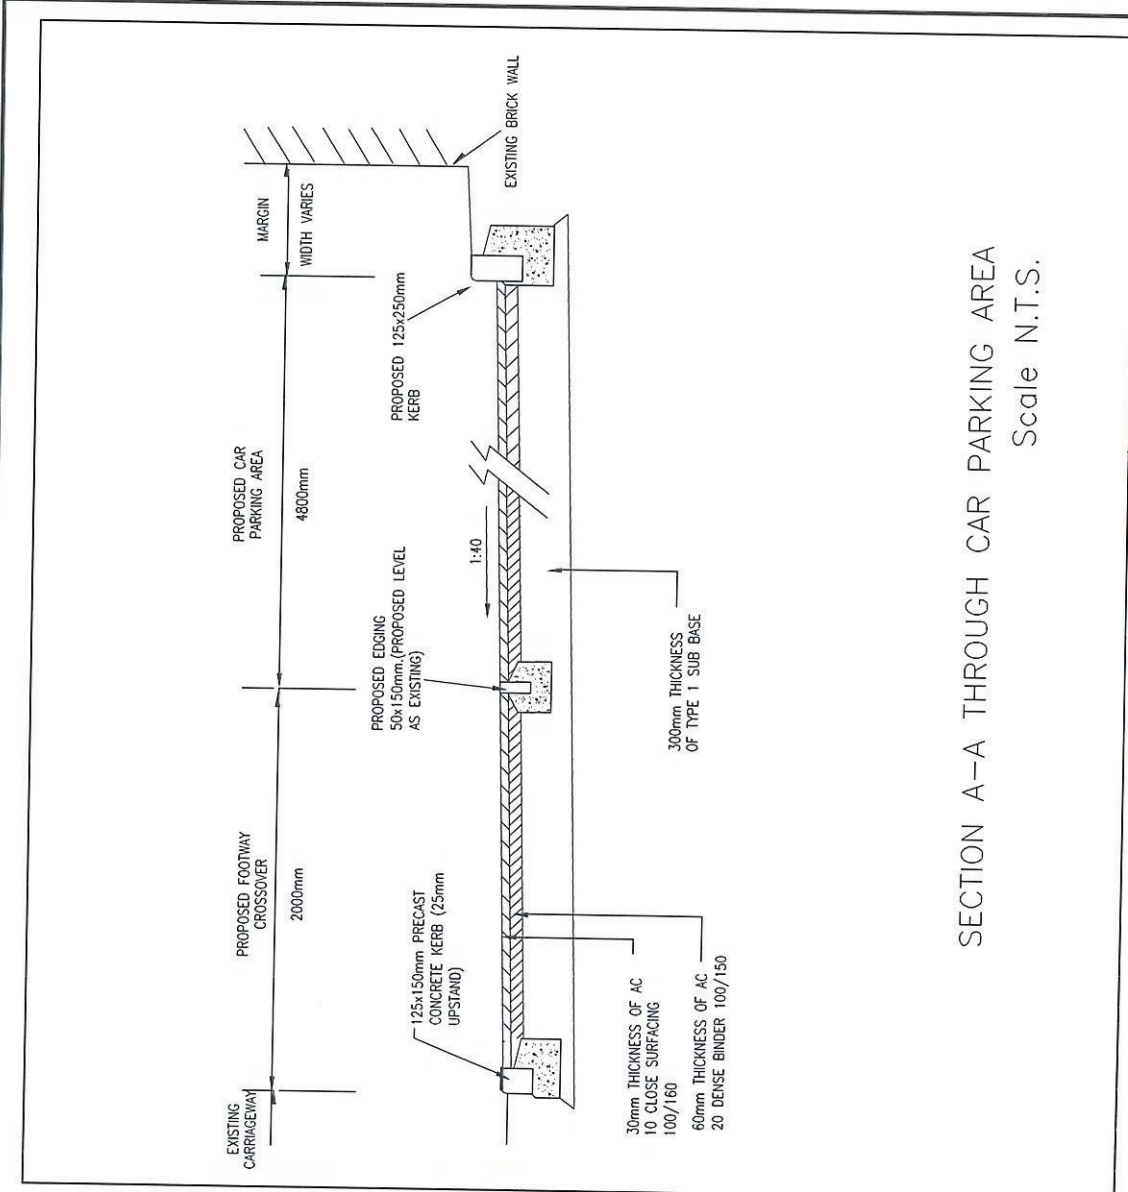 EXISTING
CARRIAGEWAY
PROPOSED FOOTWAY
CROSSOVER
2000mm
PROPOSED CAR
PARKING AREA
4800mm
MARGIN
WIDTH VARIES
125x150mm PRECAST
CONCRETE KERB (25mm
UPSTAND)
PROPOSED EDGING
50x150mm.(PROPOSED LEVEL
AS EXISTING)
1:40
PROPOSED 125x250mm
KERB
EXISTING BRICK WALL
30mm THICKNESS OF AC
10 CLOSE SURFACING
100/160
60mm THICKNESS OF AC
20 DENSE BINDER 100/150
300mm THICKNESS
OF TYPE 1 SUB BASE
SECTION A-A THROUGH CAR PARKING AREA
Scale N.T.S.